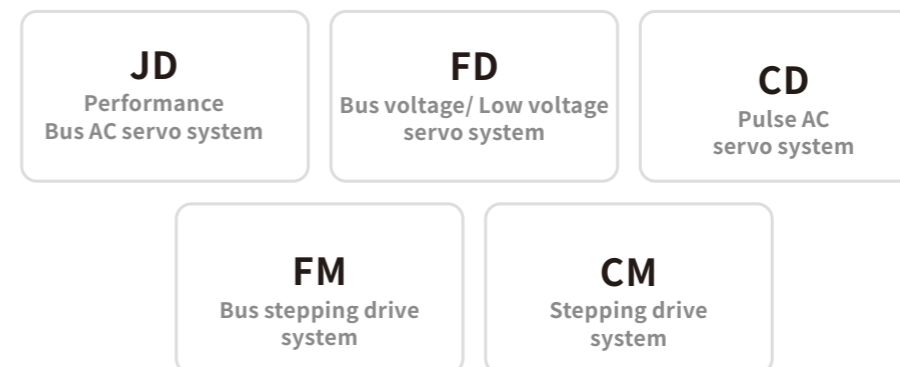 JD
Performance
Bus AC servo system
FD
Bus voltage/ Low voltage
servo system
CD
Pulse AC
servo system
FM
Bus stepping drive
system
CM
Stepping drive
system